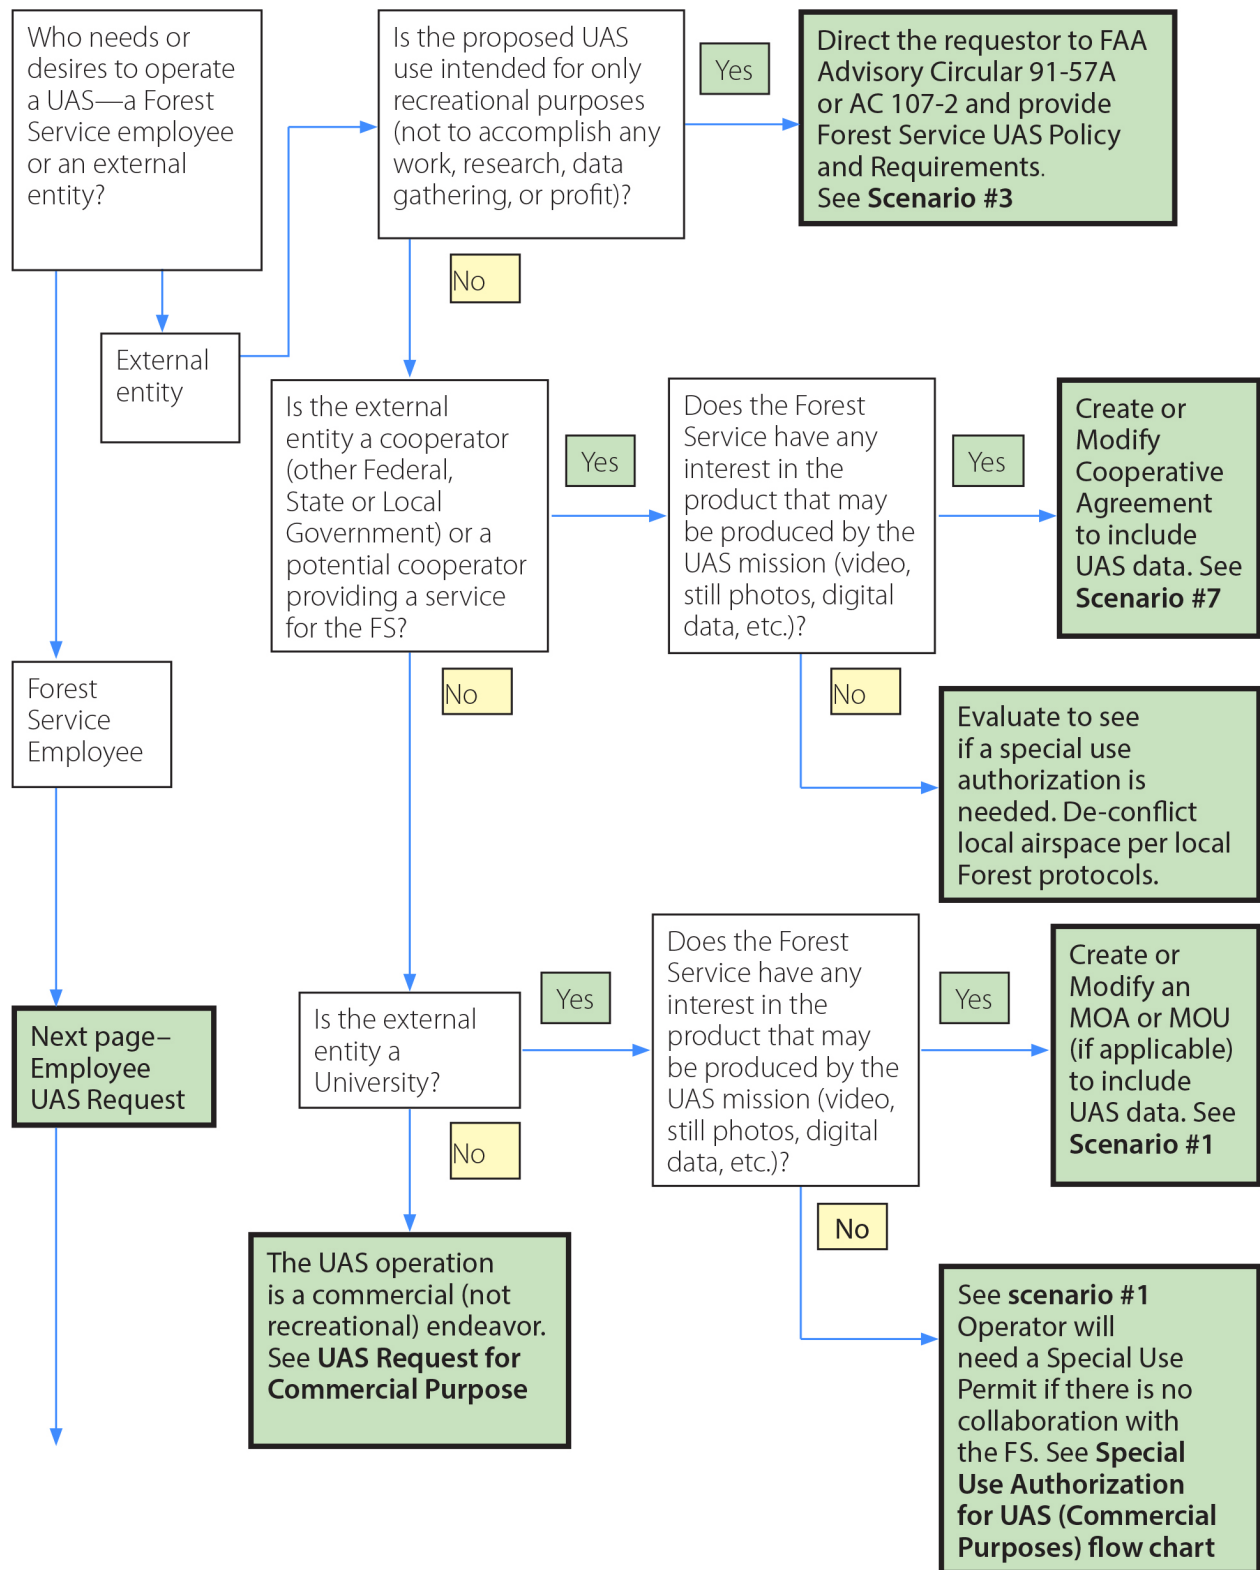 Who needs or
desires to operate
a UAS—a Forest
Service employee
or an external
entity?
Is the proposed UAS
use intended for only
recreational purposes
(not to accomplish any
work, research, data
gathering, or profit)?
Yes
Direct the requestor to FAA
Advisory Circular 91-57A
or AC 107-2 and provide
Forest Service UAS Policy
and Requirements.
See Scenario #3
No
External
entity
Is the external
entity a cooperator
(other Federal,
State or Local
Government) or a
potential cooperator
providing a service
for the FS?
Yes
Does the Forest
Service have any
interest in the
product that may
be produced by the
UAS mission (video,
still photos, digital
data, etc.)?
Yes
Create or
Modify
Cooperative
Agreement
to include
UAS data. See
Scenario #7
No
No
Forest
Service
Employee
Evaluate to see
if a special use
authorization is
needed. De-conflict
local airspace per local
Forest protocols.
Next page–
Employee
UAS Request
Is the external
entity a
University?
Yes
Does the Forest
Service have any
interest in the
product that may
be produced by the
UAS mission (video,
still photos, digital
data, etc.)?
Yes
Create or
Modify an
MOA or MOU
(if applicable)
to include
UAS data. See
Scenario #1
No
No
The UAS operation
is a commercial (not
recreational) endeavor.
See UAS Request for
Commercial Purpose
See scenario #1
Operator will
need a Special Use
Permit if there is no
collaboration with
the FS. See Special
Use Authorization
for UAS (Commercial
Purposes) flow chart